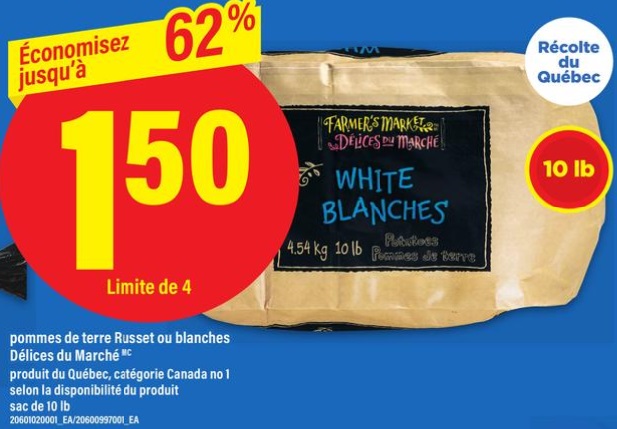 Économisez
jusqu'à
62%
1 50
Limite de 4
Récolte
du
Québec
10 lb
FARMER'S MARKET
DÉLICES DU MARCHÉ
WHITE
BLANCHES
4.54 kg 10 lb
Potatoes
Pommes de terre
pommes de terre Russet ou blanches
Délices du Marché MC
produit du Québec, catégorie Canada no 1
selon la disponibilité du produit
sac de 10 lb
20601020001_EA/20600997001_EA